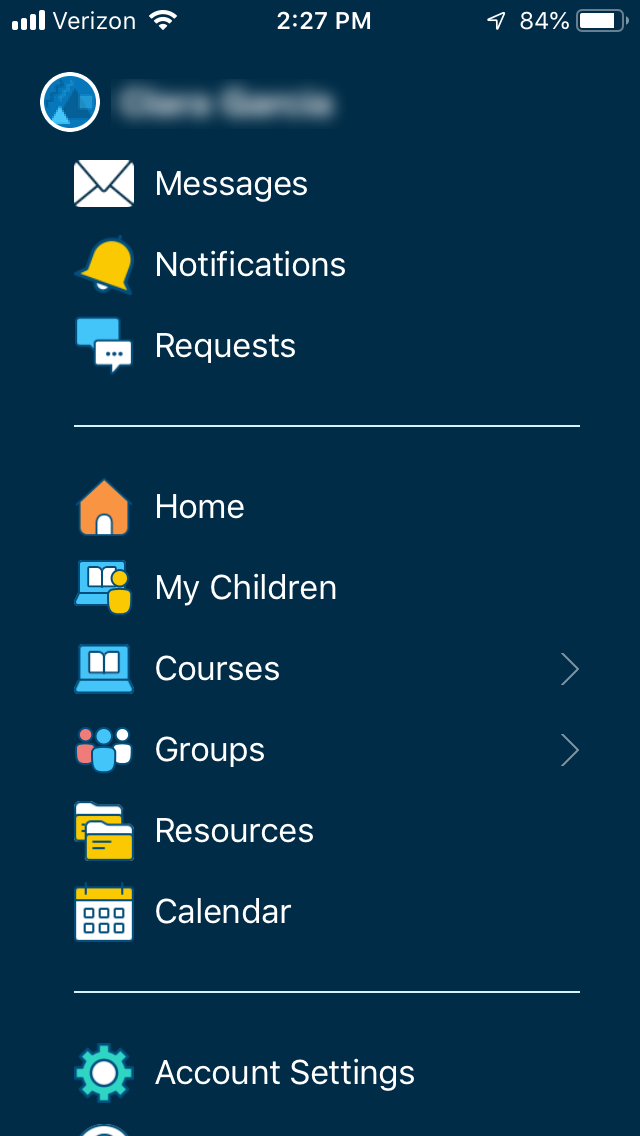 Verizon 2:27 PM 84%
Messages
Notifications
Requests
Home
My Children
Courses
Groups
Resources
Calendar
Account Settings